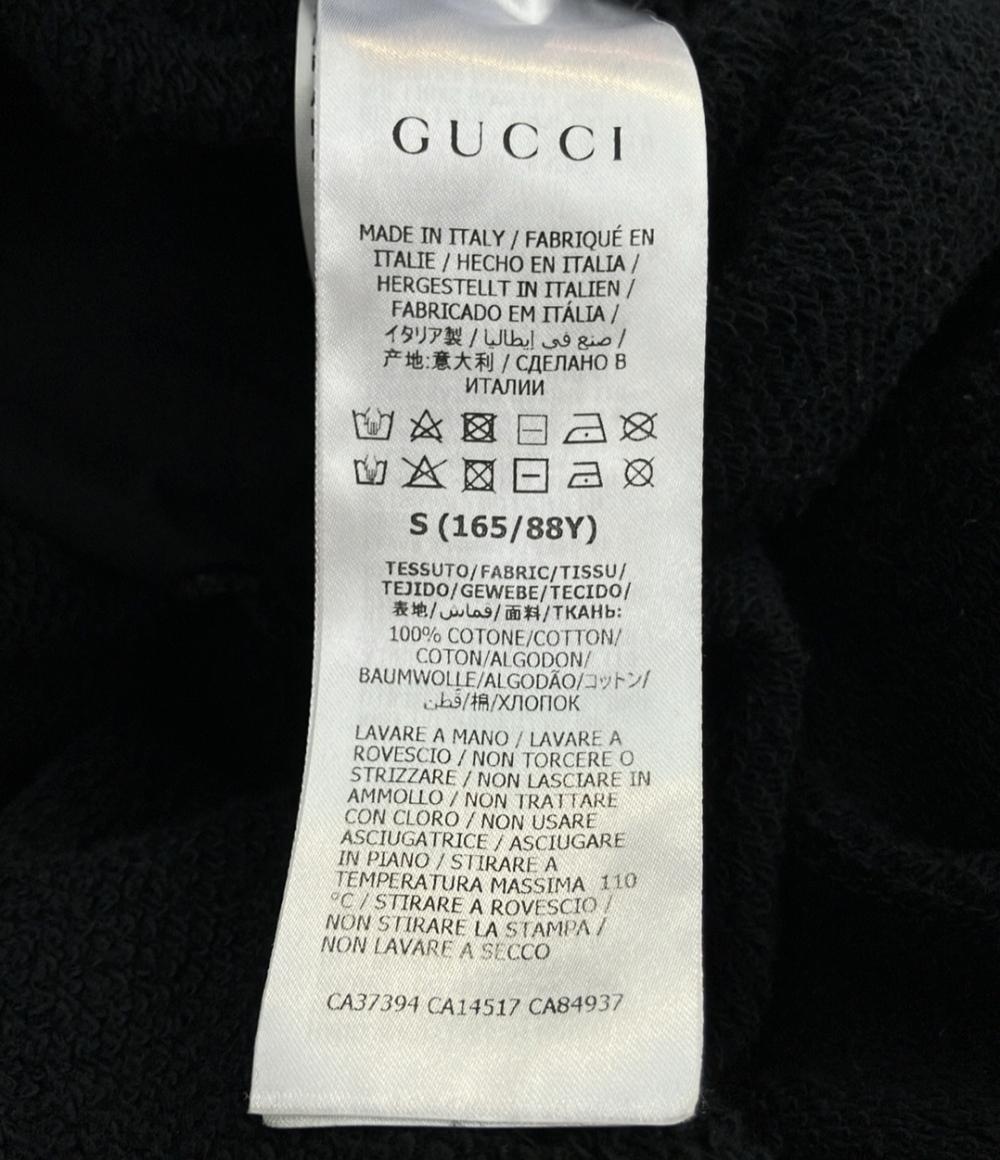 GUCCI
MADE IN ITALY / FABRIQUÉ EN
ITALIE / HECHO EN ITALIA /
HERGESTELLT IN ITALIEN /
FABRICADO EM ITÁLIA /
イタリア製 / صنع في إيطاليا /
产地:意大利 / СДЕЛАНО В
ИТАЛИИ
S (165/88Y)
TESSUTO/FABRIC/TISSU/
TEJIDO/GEWEBE/TECIDO/
表地/قماش/面料/ТКАНЬ:
100% COTONE/COTTON/
COTON/ALGODON/
BAUMWOLLE/ALGODÃO/コットン/
قطن/棉/ХЛОПОК
LAVARE A MANO / LAVARE A
ROVESCIO / NON TORCERE O
STRIZZARE / NON LASCIARE IN
AMMOLLO / NON TRATTARE
CON CLORO / NON USARE
ASCIUGATRICE / ASCIUGARE
IN PIANO / STIRARE A
TEMPERATURA MASSIMA 110
°C / STIRARE A ROVESCIO /
NON STIRARE LA STAMPA /
NON LAVARE A SECCO
CA37394 CA14517 CA84937